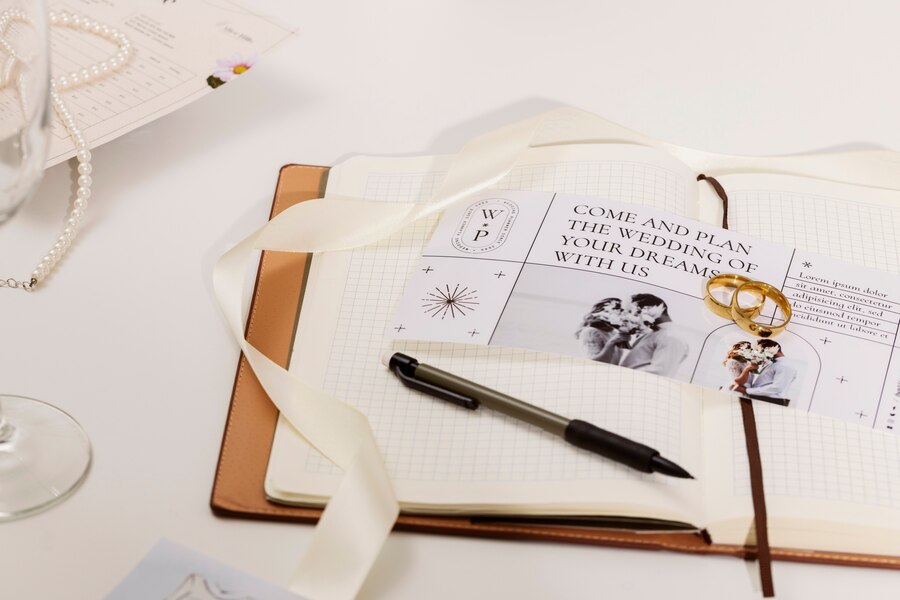 W
P
COME AND PLAN
THE WEDDING OF
YOUR DREAMS
WITH US
Lorem ipsum dolor
sit amet, consectetur
adipisicing elit, sed
do eiusmod tempor
incididunt ut labore et